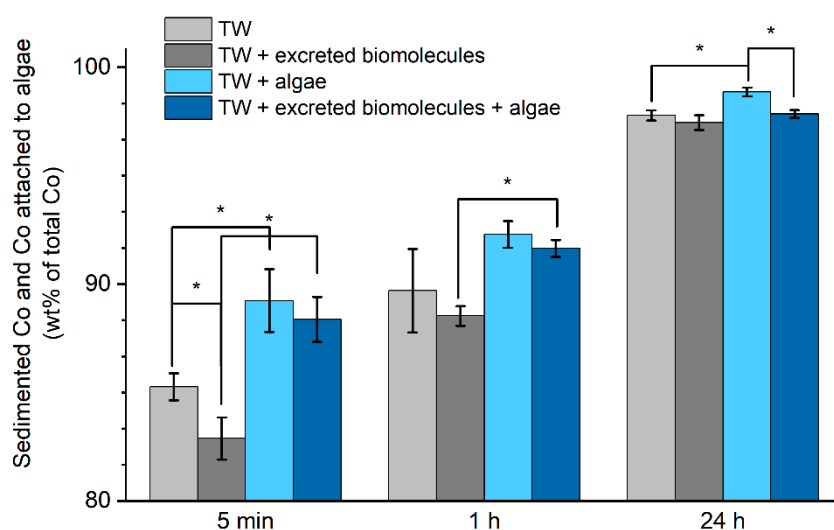 Sedimented Co and Co attached to algae
(wt% of total Co)
100
90
80
TW
TW + excreted biomolecules
TW + algae
TW + excreted biomolecules + algae
*
*
*
*
*
*
5 min
1 h
24 h